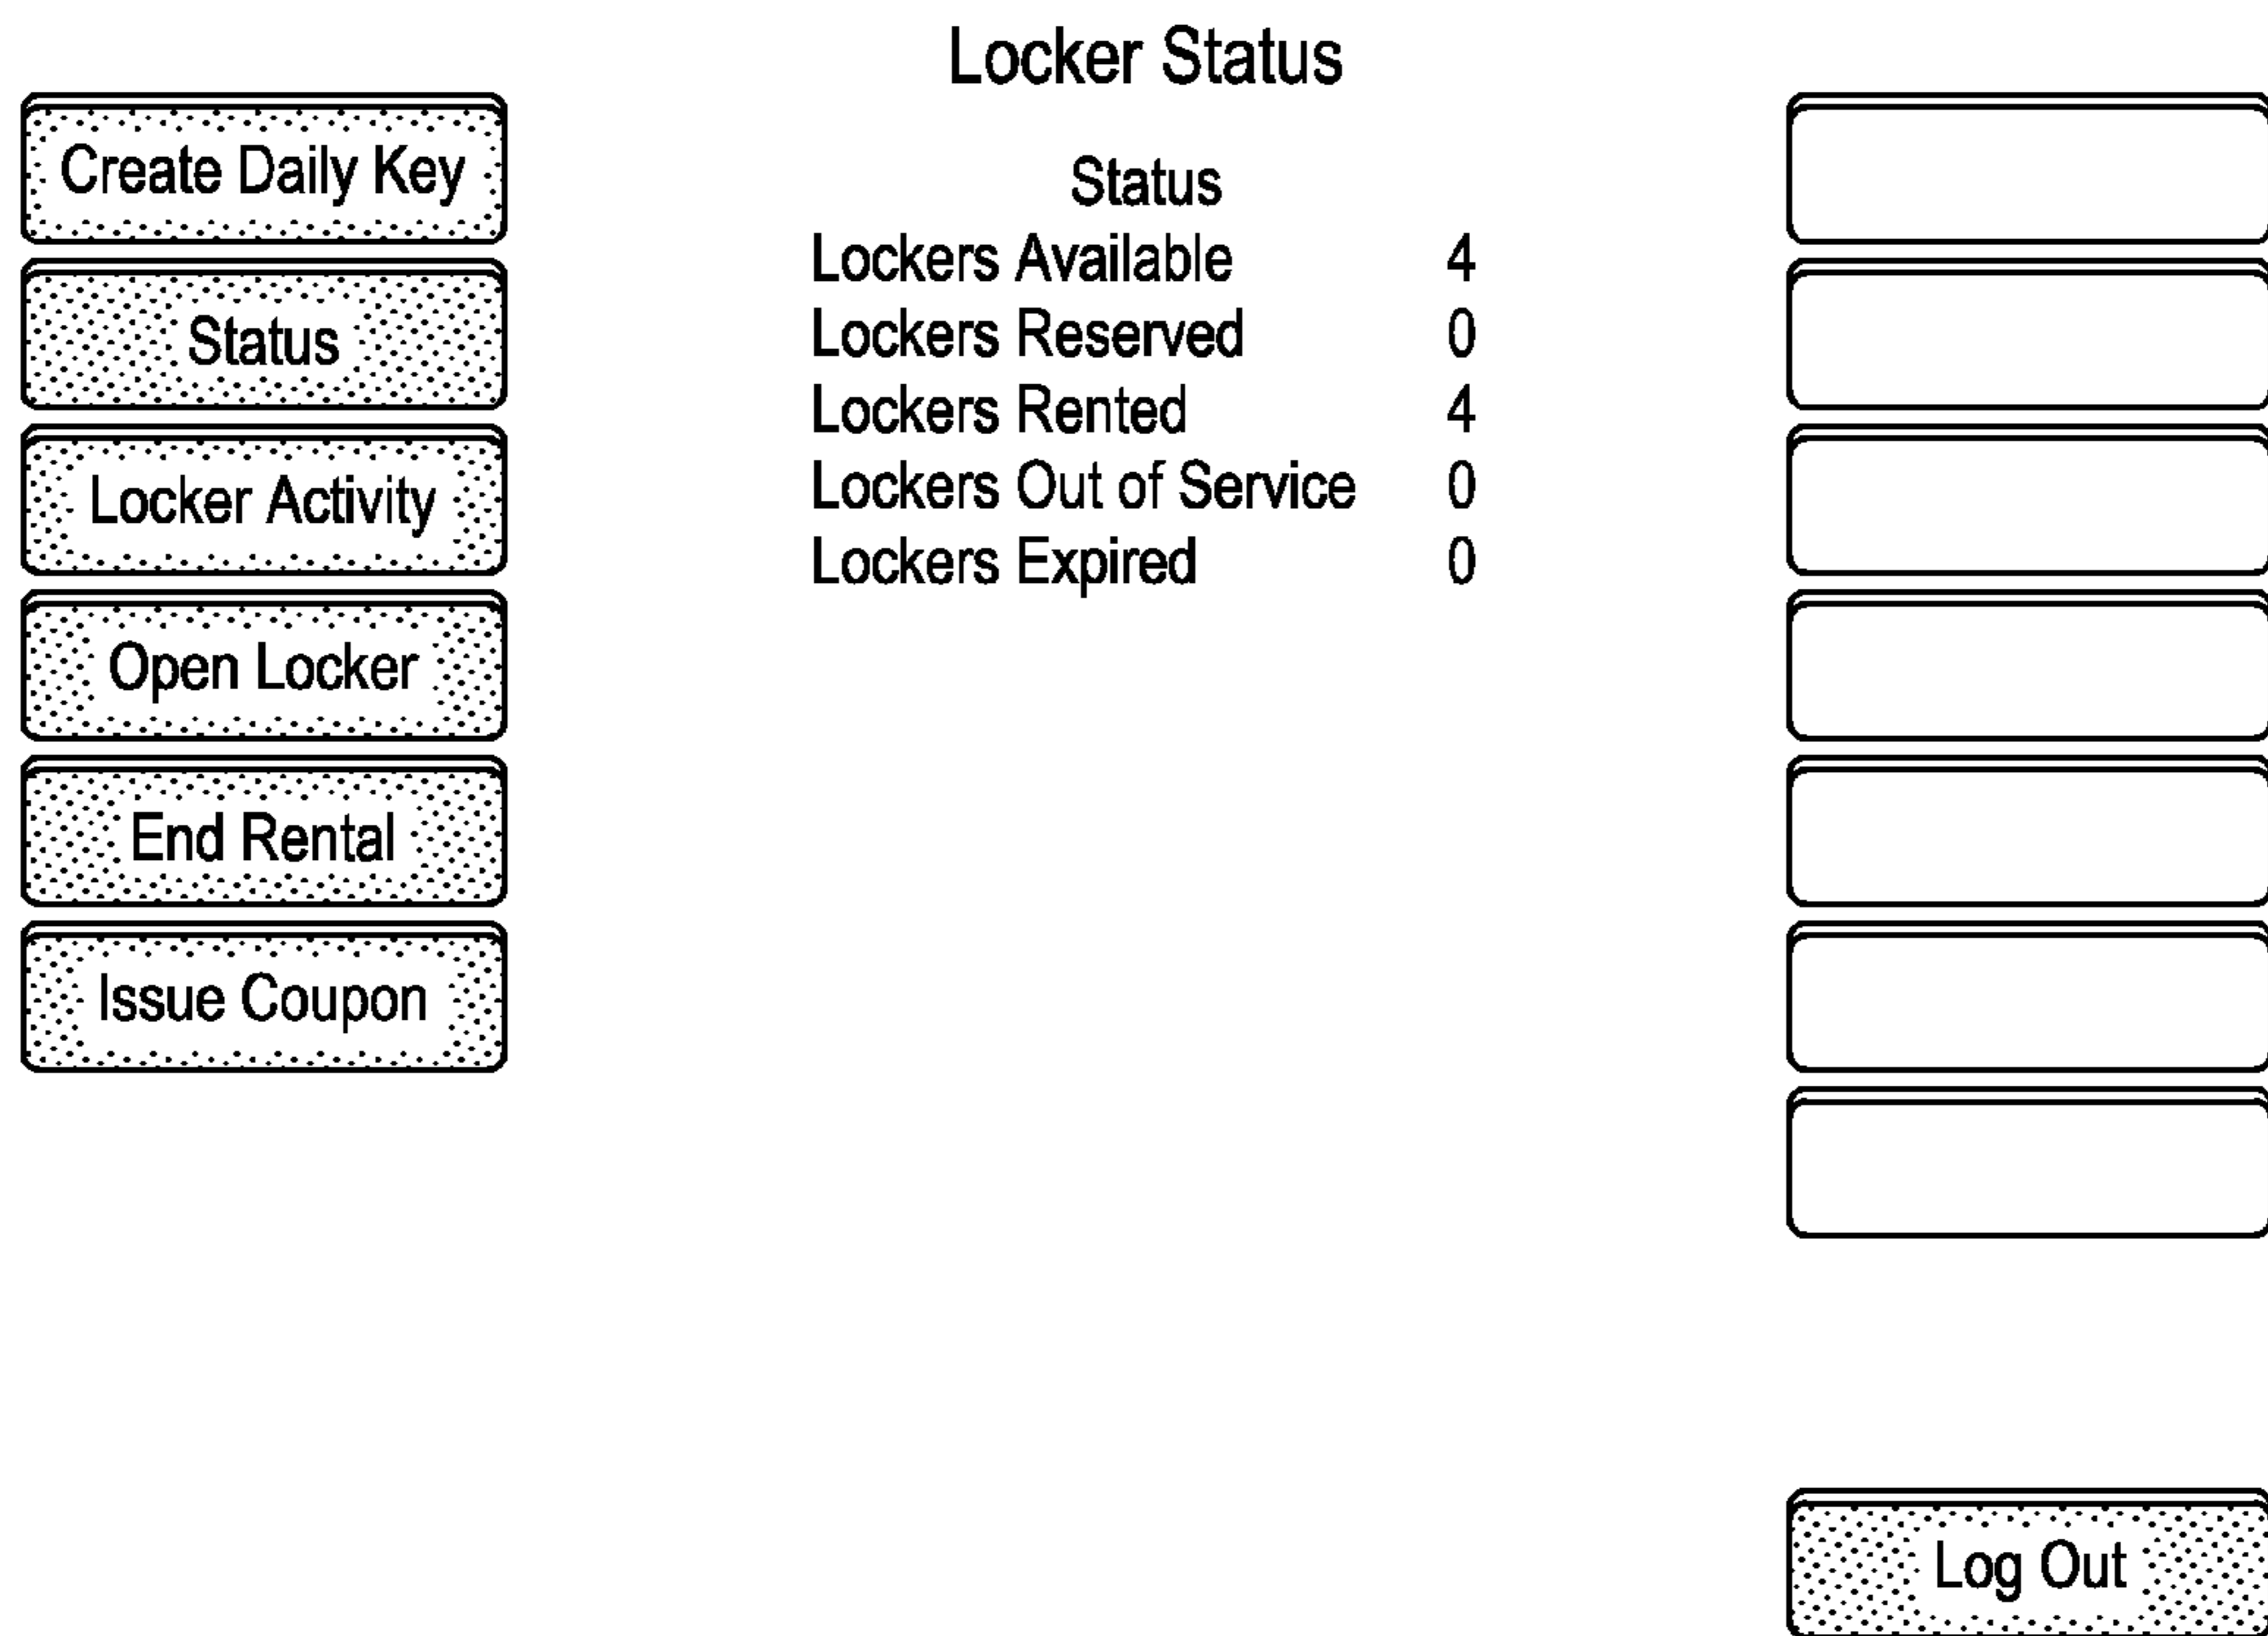 Locker Status
Create Daily Key
Status
Locker Activity
Open Locker
End Rental
Issue Coupon
Status
Lockers Available 4
Lockers Reserved 0
Lockers Rented 4
Lockers Out of Service 0
Lockers Expired 0
Log Out